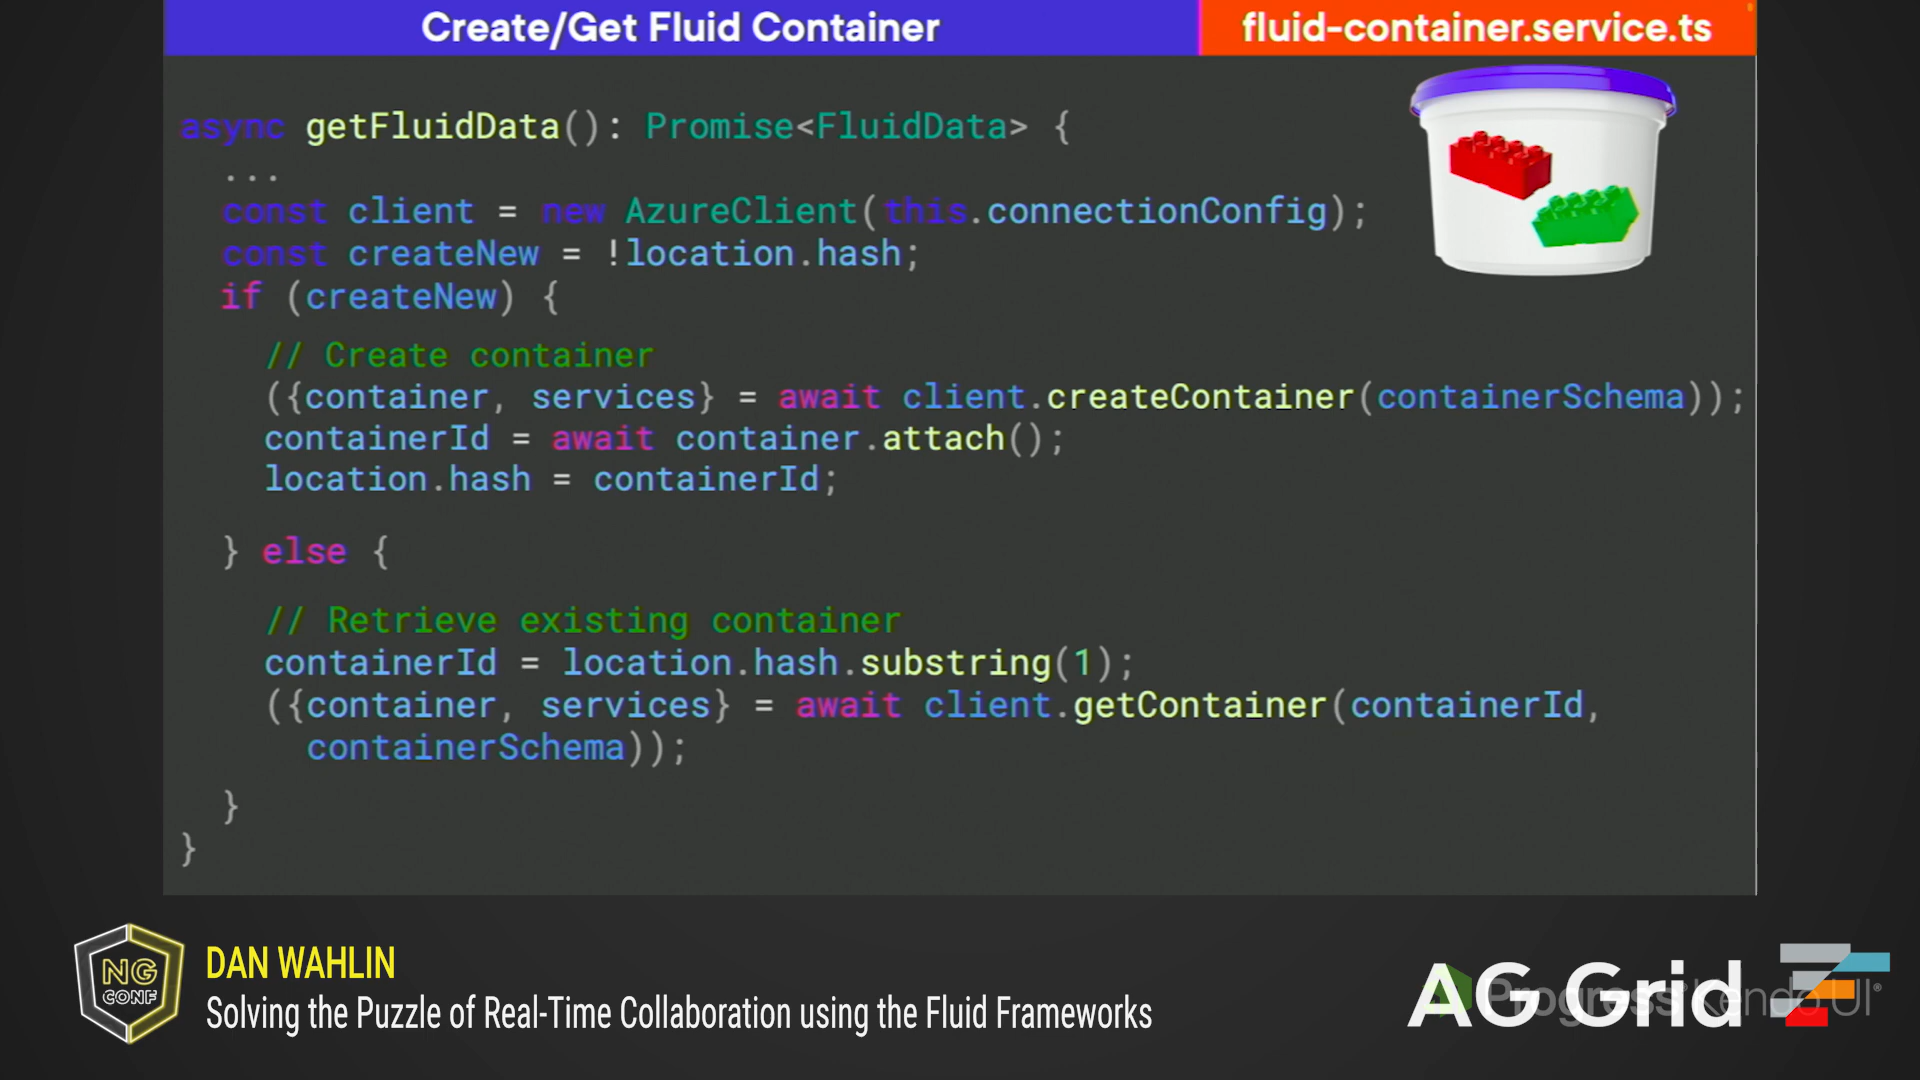 Create/Get Fluid Container
fluid-container.service.ts
async getFluidData(): Promise<FluidData> {
...
const client = new AzureClient(this.connectionConfig);
const createNew = !location.hash;
if (createNew) {
// Create container
({container, services} = await client.createContainer(containerSchema));
containerId = await container.attach();
location.hash = containerId;
} else {
// Retrieve existing container
containerId = location.hash.substring(1);
({container, services} = await client.getContainer(containerId,
containerSchema));
}
}
NG
CONF
DAN WAHLIN
Solving the Puzzle of Real-Time Collaboration using the Fluid Frameworks
AG Grid
Progress Kendo UI®